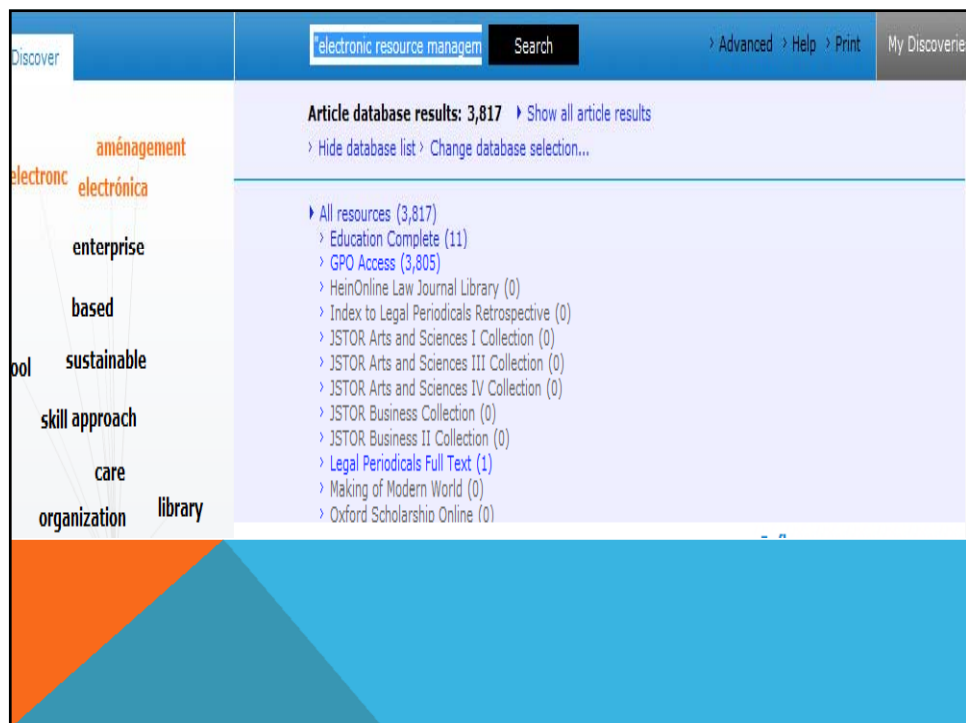 Discover
"electronic resource managem Search › Advanced › Help › Print My Discoverie
Article database results: 3,817 Show all article results
› Hide database list › Change database selection...
aménagement
electronc
electrónica
enterprise
based
sustainable
ool
skill approach
care
library
organization
All resources (3,817)
› Education Complete (11)
› GPO Access (3,805)
› HeinOnline Law Journal Library (0)
› Index to Legal Periodicals Retrospective (0)
› JSTOR Arts and Sciences I Collection (0)
› JSTOR Arts and Sciences III Collection (0)
› JSTOR Arts and Sciences IV Collection (0)
› JSTOR Business Collection (0)
› JSTOR Business II Collection (0)
› Legal Periodicals Full Text (1)
› Making of Modern World (0)
› Oxford Scholarship Online (0)